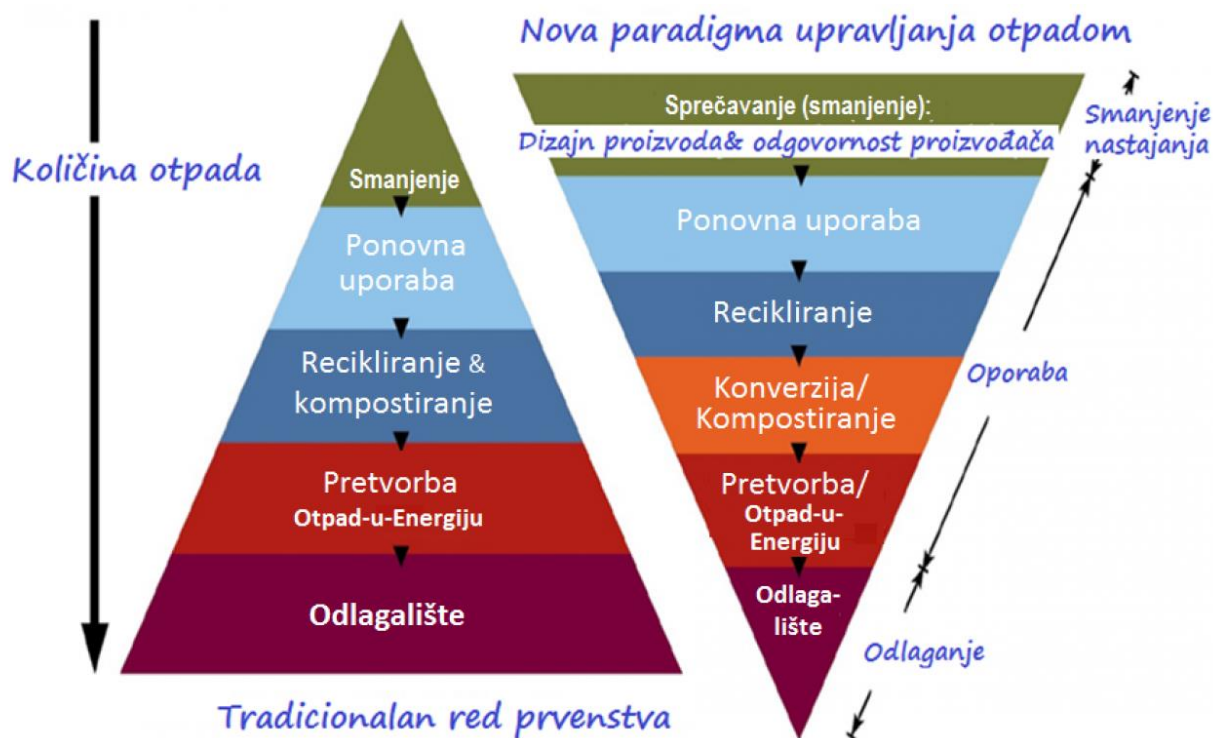 Količina otpada
Smanjenje
Ponovna
uporaba
Recikliranje &
kompostiranje
Pretvorba
Otpad-u-Energiju
Odlagalište
Tradicionalan red prvenstva
Nova paradigma upravljanja otpadom
Sprečavanje (smanjenje):
Dizajn proizvoda& odgovornost proizvođača
Ponovna uporaba
Recikliranje
Konverzija/
Kompostiranje
Pretvorba/
Otpad-u-
Energiju
Odlaga-
lište
Smanjenje
nastajanja
Oporaba
Odlaganje